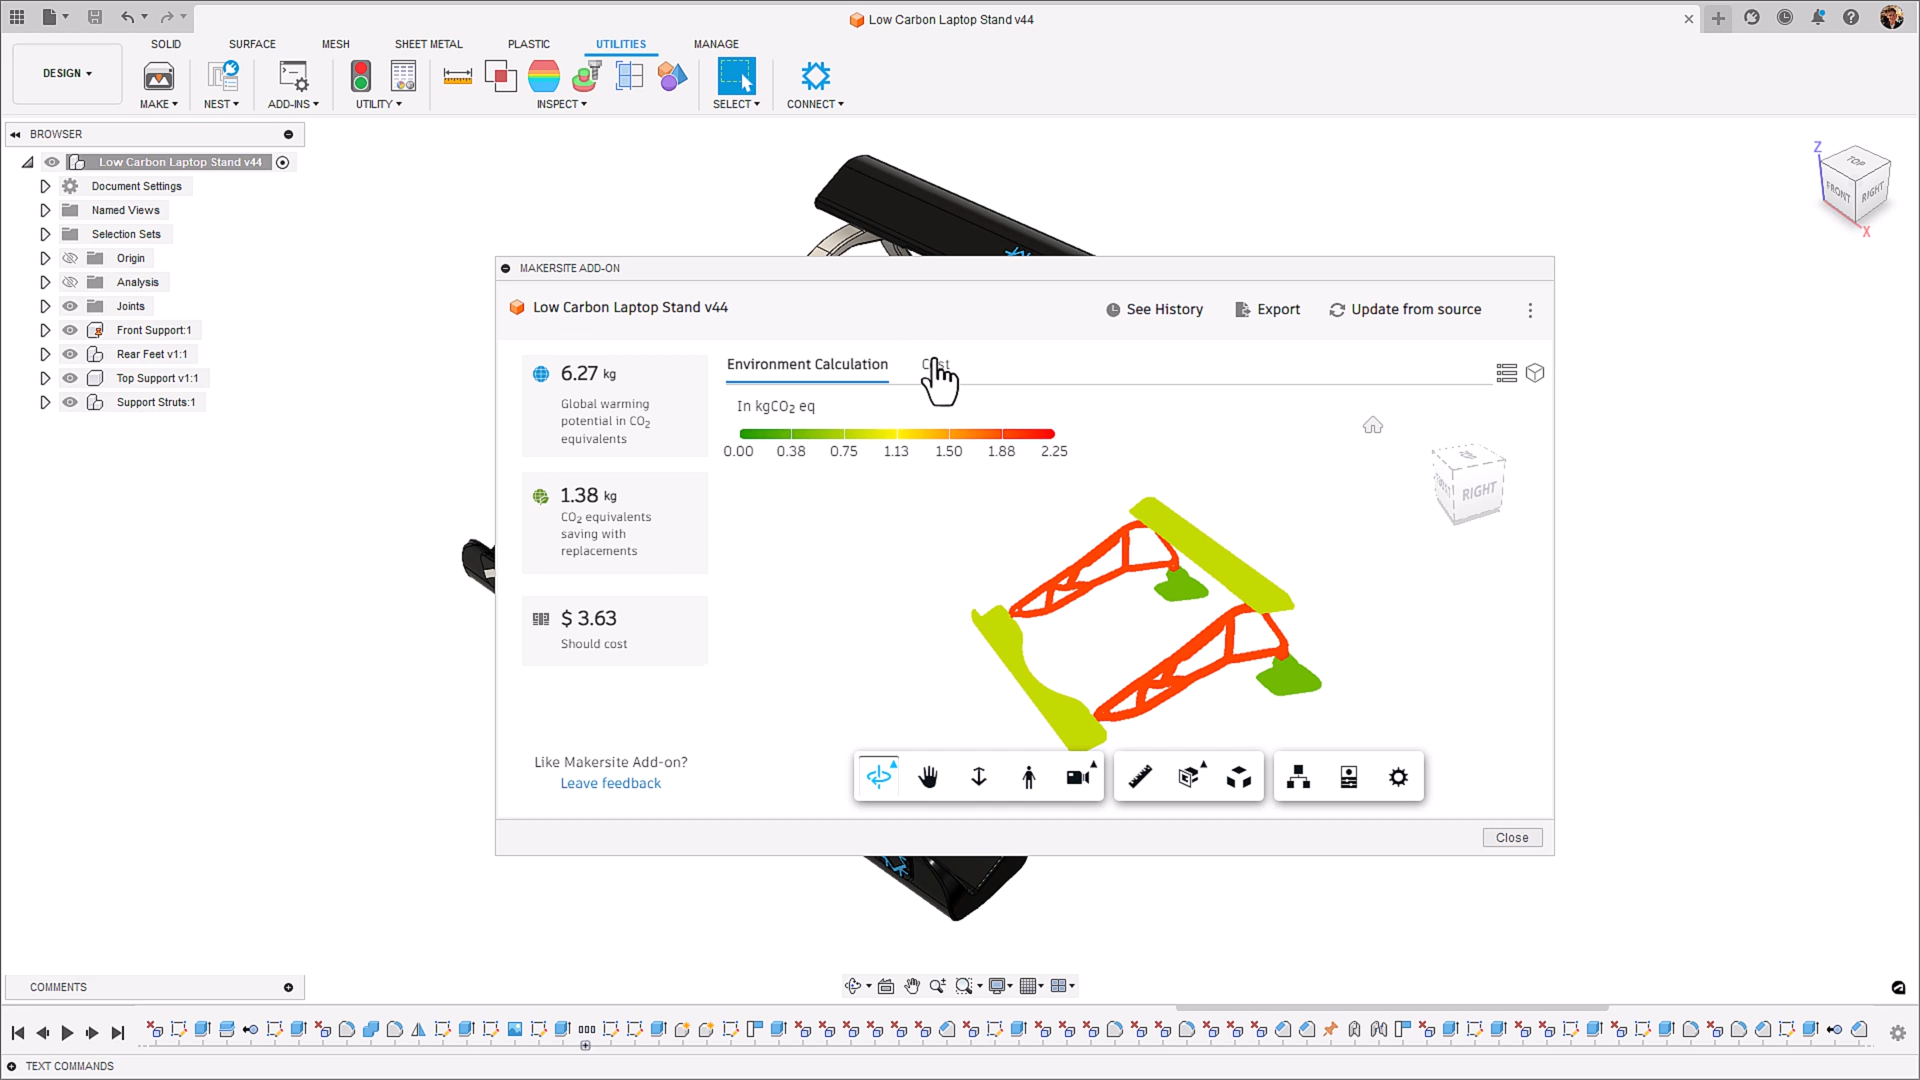 Low Carbon Laptop Stand v44
SOLID
SURFACE
MESH
SHEET METAL
PLASTIC
UTILITIES
MANAGE
DESIGN
MAKE
NEST
ADD-INS
UTILITY
INSPECT
SELECT
CONNECT
BROWSER
Low Carbon Laptop Stand v44
Document Settings
Named Views
Selection Sets
Origin
Analysis
Joints
Front Support:1
Rear Feet v1:1
Top Support v1:1
Support Struts:1
Z
TOP
FRONT
RIGHT
X
MAKERSITE ADD-ON
Low Carbon Laptop Stand v44
See History
Export
Update from source
6.27 kg
Global warming
potential in CO₂
equivalents
1.38 kg
CO₂ equivalents
saving with
replacements
$ 3.63
Should cost
Like Makersite Add-on?
Leave feedback
Environment Calculation
In kgCO₂ eq
0.00 0.38 0.75 1.13 1.50 1.88 2.25
RIGHT
Close
COMMENTS
TEXT COMMANDS